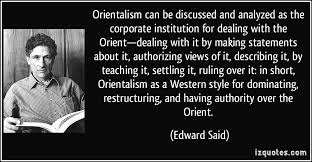 Orientalism can be discussed and analyzed as the
corporate institution for dealing with the
Orient—dealing with it by making statements
about it, authorizing views of it, describing it, by
teaching it, settling it, ruling over it: in short,
Orientalism as a Western style for dominating,
restructuring, and having authority over the
Orient.
(Edward Said)
izquotes.com